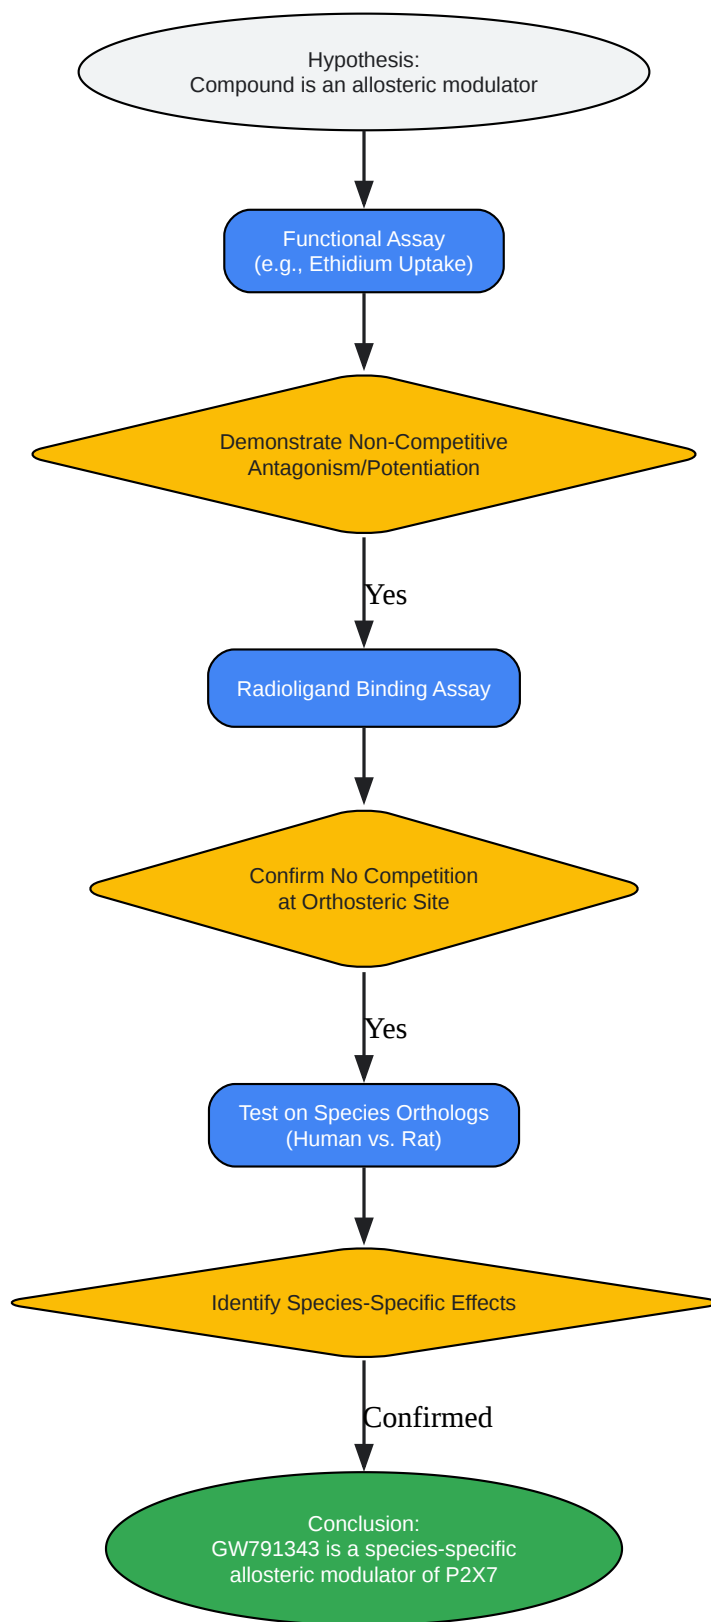 Hypothesis:
Compound is an allosteric modulator
Functional Assay
(e.g., Ethidium Uptake)
Demonstrate Non-Competitive
Antagonism/Potentiation
Yes
Radioligand Binding Assay
Confirm No Competition
at Orthosteric Site
Yes
Test on Species Orthologs
(Human vs. Rat)
Identify Species-Specific Effects
Confirmed
Conclusion:
GW791343 is a species-specific
allosteric modulator of P2X7